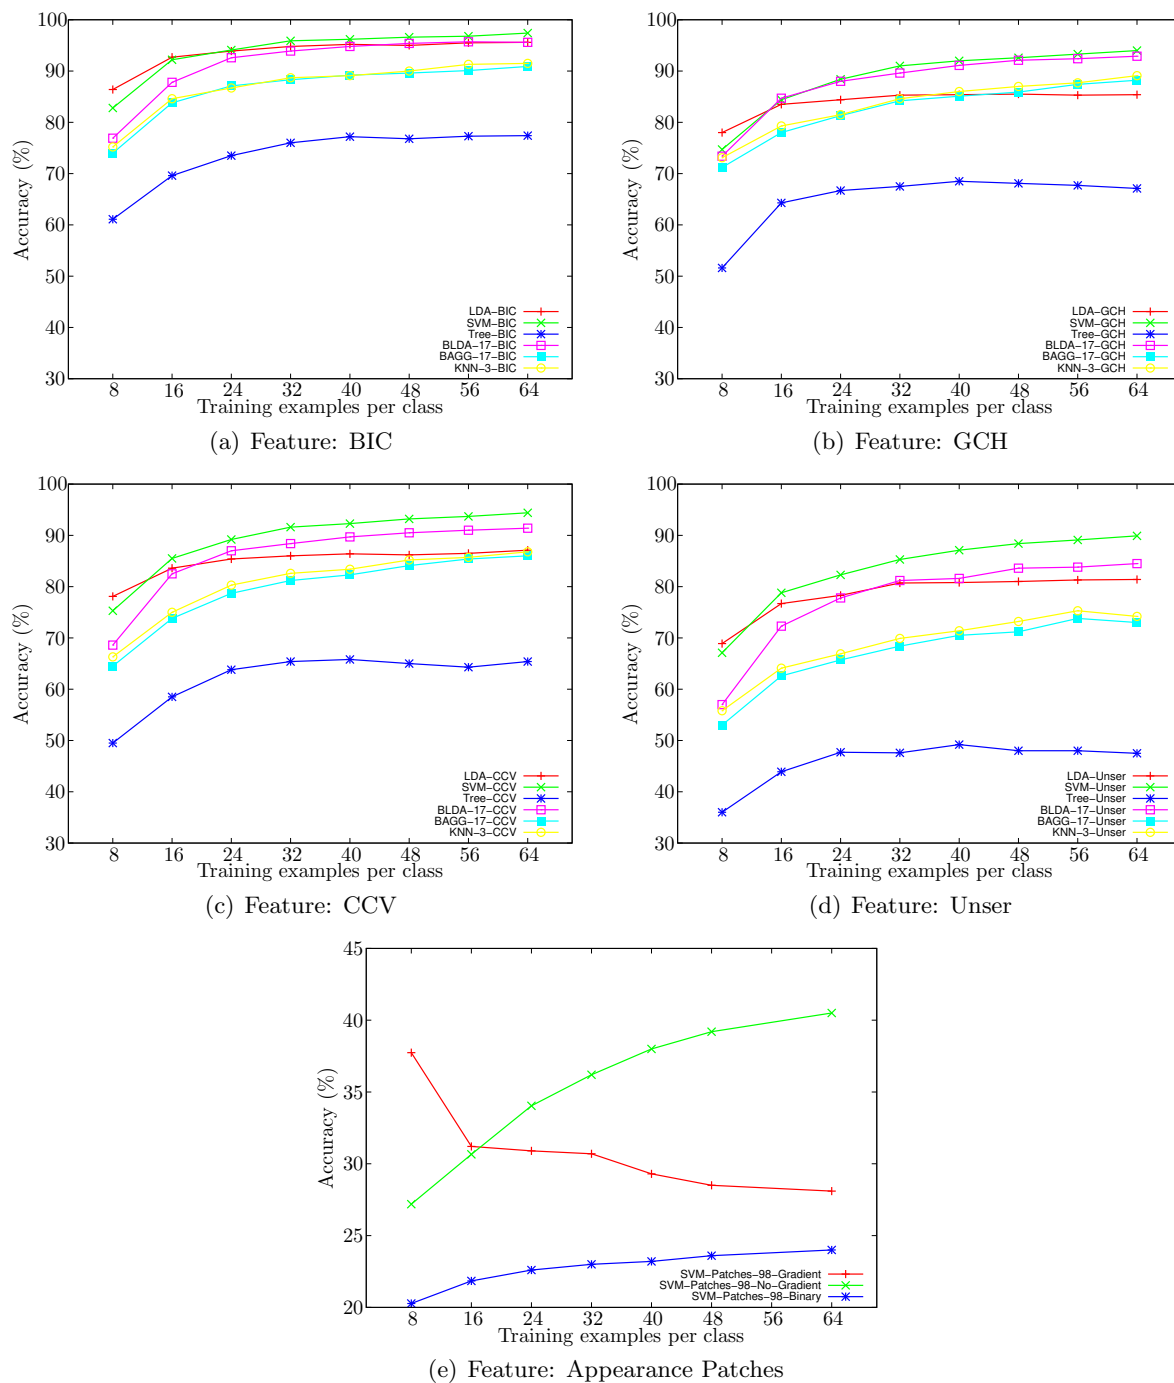 100
90
80
70
60
50
40
30
Accuracy (%)
LDA-BIC
SVM-BIC
Tree-BIC
BLDA-17-BIC
BAGG-17-BIC
KNN-3-BIC
8 16 24 32 40 48 56 64
Training examples per class
(a) Feature: BIC
100
90
80
70
60
50
40
30
Accuracy (%)
LDA-GCH
SVM-GCH
Tree-GCH
BLDA-17-GCH
BAGG-17-GCH
KNN-3-GCH
8 16 24 32 40 48 56 64
Training examples per class
(b) Feature: GCH
100
90
80
70
60
50
40
30
Accuracy (%)
LDA-CCV
SVM-CCV
Tree-CCV
BLDA-17-CCV
BAGG-17-CCV
KNN-3-CCV
8 16 24 32 40 48 56 64
Training examples per class
(c) Feature: CCV
100
90
80
70
60
50
40
30
Accuracy (%)
LDA-Unser
SVM-Unser
Tree-Unser
BLDA-17-Unser
BAGG-17-Unser
KNN-3-Unser
8 16 24 32 40 48 56 64
Training examples per class
(d) Feature: Unser
45
40
35
30
25
20
Accuracy (%)
SVM-Patches-98-Gradient
SVM-Patches-98-No-Gradient
SVM-Patches-98-Binary
8 16 24 32 40 48 56 64
Training examples per class
(e) Feature: Appearance Patches